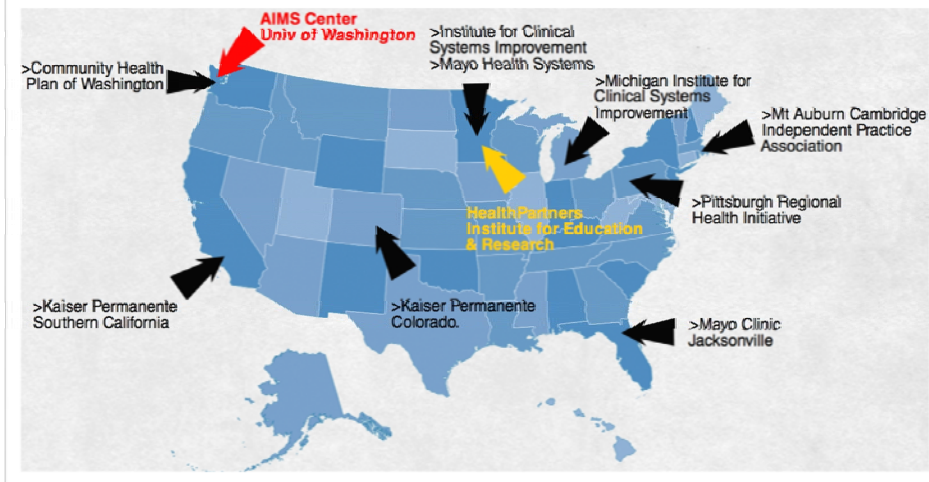 AIMS Center
Univ of Washington
>Institute for Clinical
Systems Improvement
>Mayo Health Systems
>Community Health
Plan of Washington
>Michigan Institute for
Clinical Systems
Improvement
>Mt Auburn Cambridge
Independent Practice
Association
>Pittsburgh Regional
Health Initiative
HealthPartners
Institute for Education
& Research
>Kaiser Permanente
Southern California
>Kaiser Permanente
Colorado.
>Mayo Clinic
Jacksonville